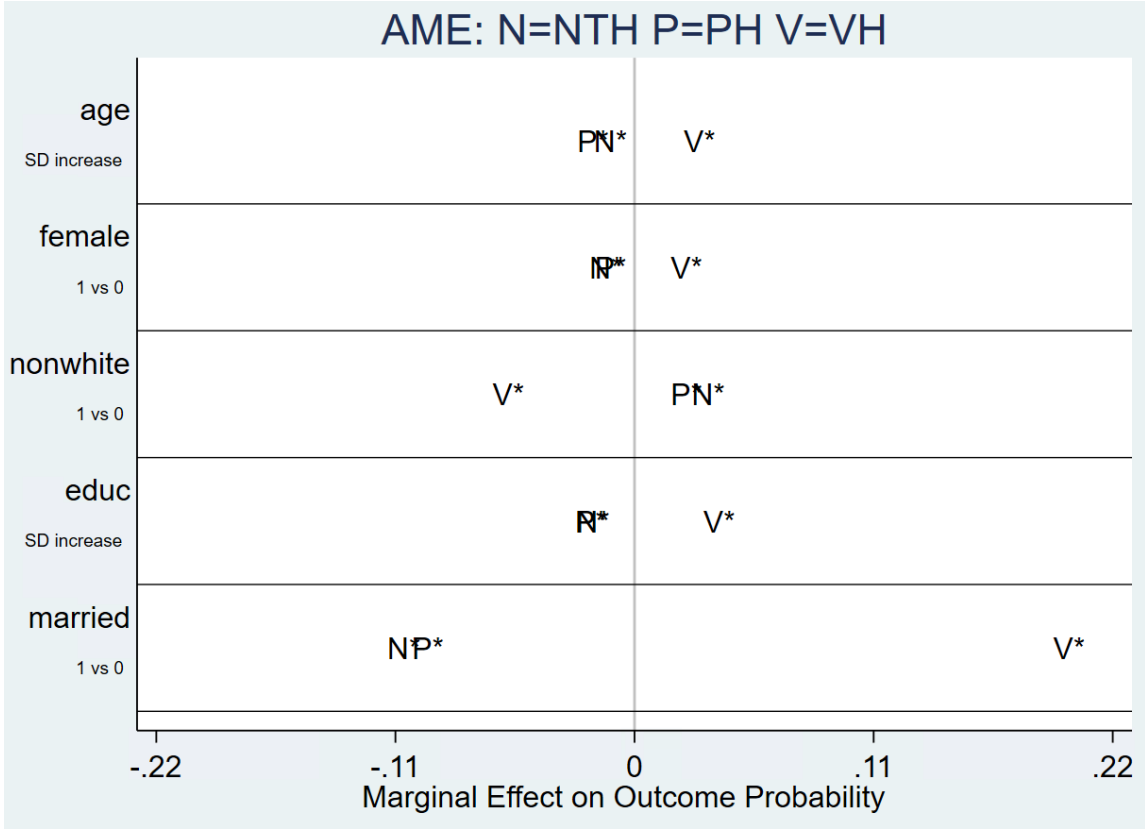 AME: N=NTH P=PH V=VH
age
SD increase
P* N* V*
female
1 vs 0
N* P* V*
nonwhite
1 vs 0
V* P* N*
educ
SD increase
P* N* V*
married
1 vs 0
N* P* V*
-.22 -.11 0 .11 .22
Marginal Effect on Outcome Probability